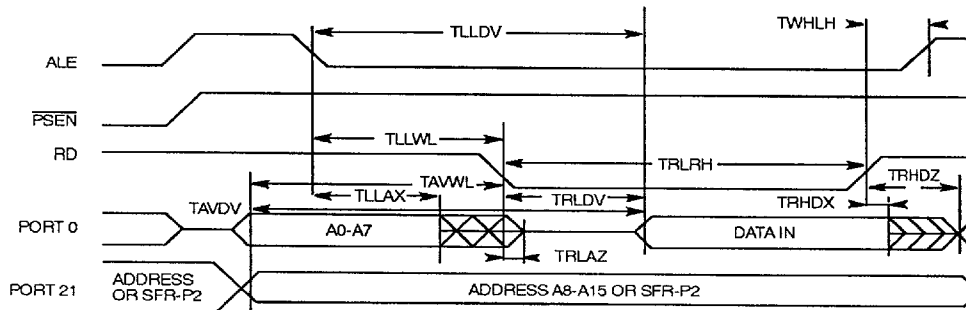 TLLDV
TWHLH
ALE
PSEN
TLLWL
RD
TRLRH
TAVWL
TRHDZ
TLLAX
TRLDV
TAVDV
TRHDX
PORT 0
A0-A7
DATA IN
TRLAZ
ADDRESS
OR SFR-P2
PORT 21
ADDRESS A8-A15 OR SFR-P2